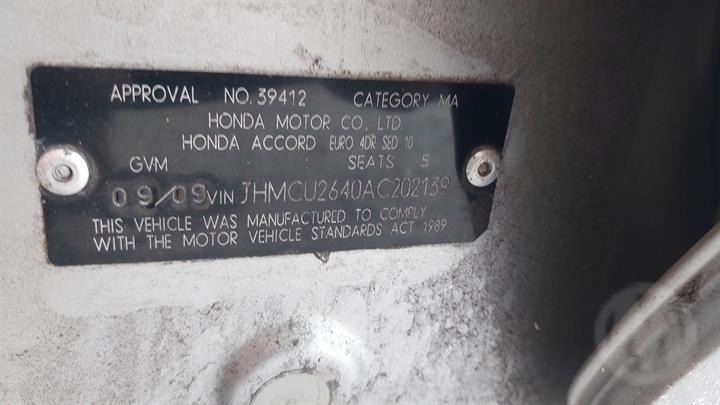 APPROVAL NO. 39412 CATEGORY MA
HONDA MOTOR CO., LTD.
HONDA ACCORD EURO 4DR SED 10
GVM SEATS 5
09/09 VIN JHMCU2640AC202139
THIS VEHICLE WAS MANUFACTURED TO COMPLY
WITH THE MOTOR VEHICLE STANDARDS ACT 1989